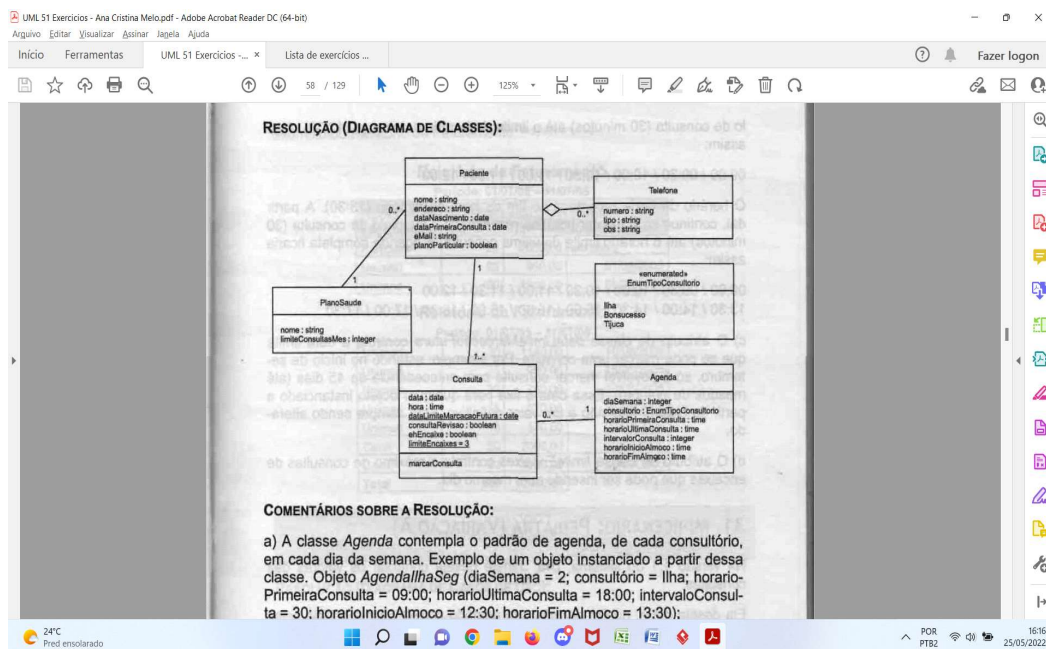 UML 51 Exercicios - Ana Cristina Melo.pdf - Adobe Acrobat Reader DC (64-bit)
Arquivo Editar Visualizar Assinar Janela Ajuda
Início Ferramentas UML 51 Exercicios -... × Lista de exercícios ... Fazer logon
58 / 129 125%
RESOLUÇÃO (DIAGRAMA DE CLASSES):
Paciente
nome : string
endereco : string
dataNascimento : date
dataPrimeiraConsulta : date
eMail : string
planoParticular : boolean
Telefone
numero : string
tipo : string
obs : string
0..*
0..*
1
1
«enumerated»
EnumTipoConsultorio
Ilha
Bonsucesso
Tijuca
PlanoSaude
nome : string
limiteConsultasMes : integer
1..*
Consulta
data : date
hora : time
dataLimiteMarcacaoFutura : date
consultaRevisao : boolean
ehEncaixe : boolean
limiteEncaixes = 3
marcarConsulta
0..*
1
Agenda
diaSemana : integer
consultorio : EnumTipoConsultorio
horarioPrimeiraConsulta : time
horarioUltimaConsulta : time
intervalorConsulta : integer
horarioInicioAlmoco : time
horarioFimAlmoco : time
COMENTÁRIOS SOBRE A RESOLUÇÃO:
a) A classe Agenda contempla o padrão de agenda, de cada consultório,
em cada dia da semana. Exemplo de um objeto instanciado a partir dessa
classe. Objeto AgendaIlhaSeg (diaSemana = 2; consultório = Ilha; horario-
PrimeiraConsulta = 09:00; horarioUltimaConsulta = 18:00; intervaloConsul-
ta = 30; horarioInicioAlmoco = 12:30; horarioFimAlmoco = 13:30);
24°C
Pred ensolarado
POR
PTB2
16:16
25/05/2022